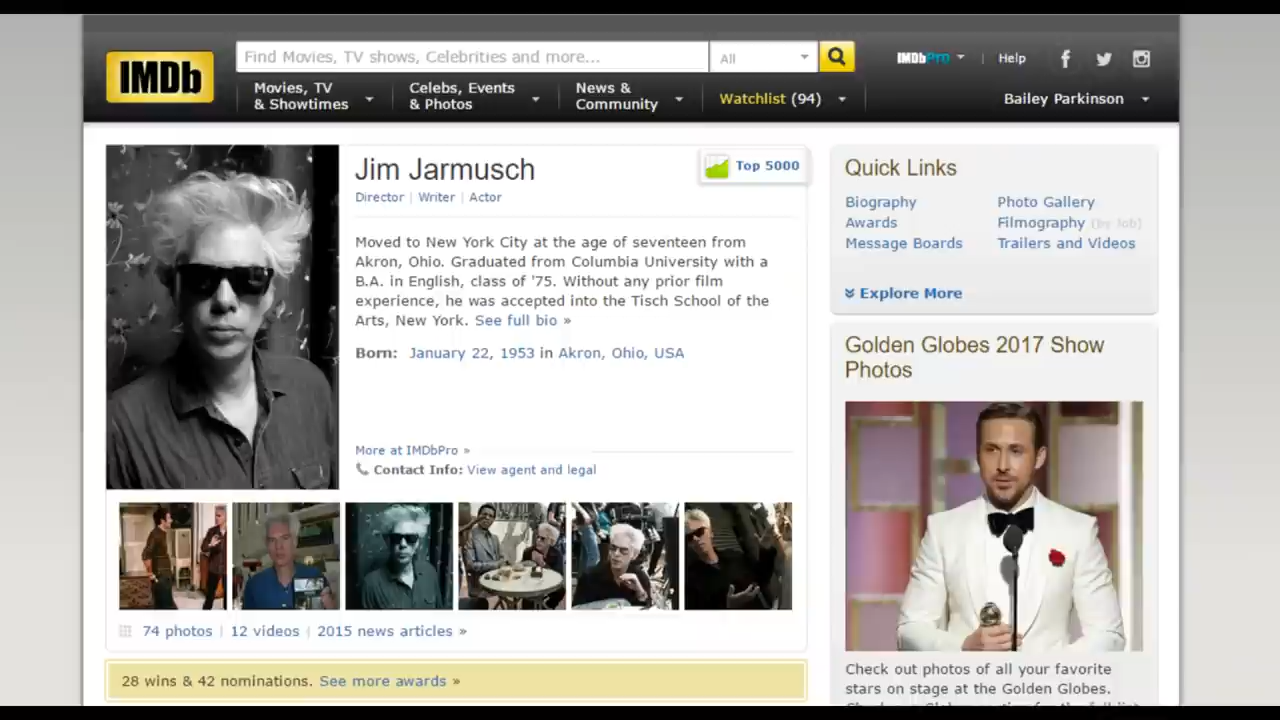 IMDb
Find Movies, TV shows, Celebrities and more...
All
IMDbPro
Help
Movies, TV
& Showtimes
Celebs, Events
& Photos
News &
Community
Watchlist (94)
Bailey Parkinson
Jim Jarmusch
Top 5000
Director | Writer | Actor
Moved to New York City at the age of seventeen from
Akron, Ohio. Graduated from Columbia University with a
B.A. in English, class of '75. Without any prior film
experience, he was accepted into the Tisch School of the
Arts, New York. See full bio »
Born: January 22, 1953 in Akron, Ohio, USA
More at IMDbPro »
Contact Info: View agent and legal
74 photos | 12 videos | 2015 news articles »
28 wins & 42 nominations. See more awards »
Quick Links
Biography
Photo Gallery
Awards
Filmography (by Job)
Message Boards
Trailers and Videos
Explore More
Golden Globes 2017 Show
Photos
Check out photos of all your favorite
stars on stage at the Golden Globes.